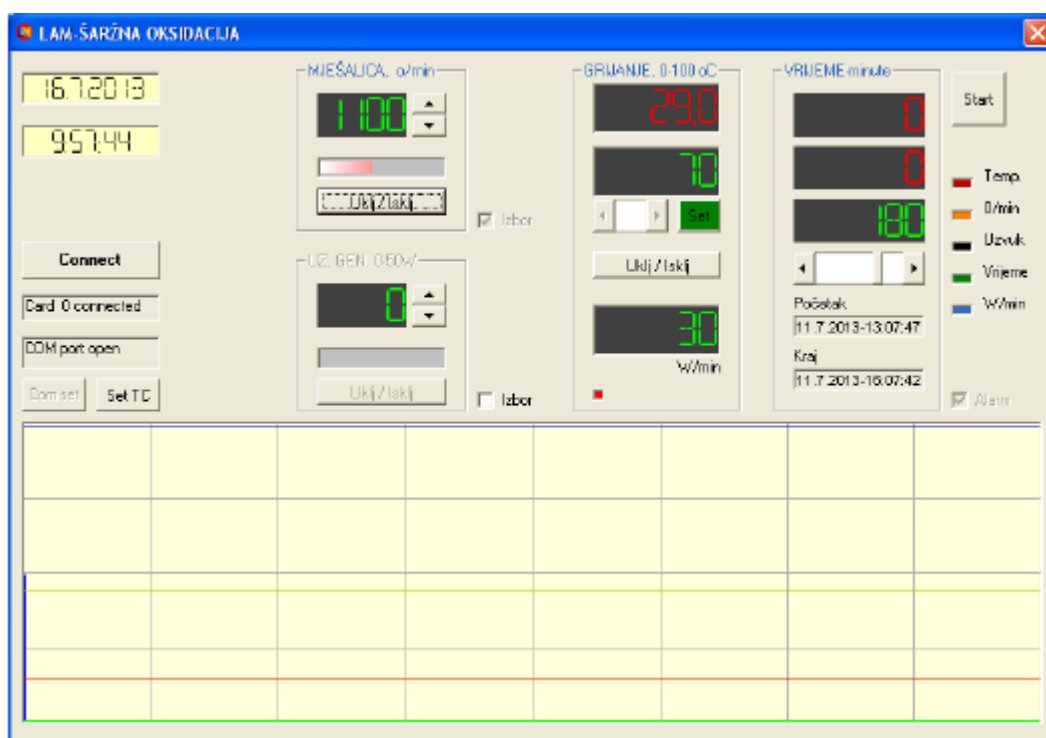 LAM-ŠARŽNA OKSIDACIJA
16.7.2013
9:57:44
Connect
Card 0 connected
COM port open
Com set
Set TC
MJEŠALICA, o/min
1100
Uklj / Isklj
Izbor
UZ. GEN. 0-50W
0
Uklj / Isklj
Izbor
GRIJANJE, 0-100 oC
29.0
70
Set
Uklj / Isklj
30
W/min
VRIJEME-minute
0
0
180
Početak
11.7.2013-13:07:47
Kraj
11.7.2013-16:07:42
Start
Temp.
O/min
Uzvuk
Vrijeme
W/min
Alarm